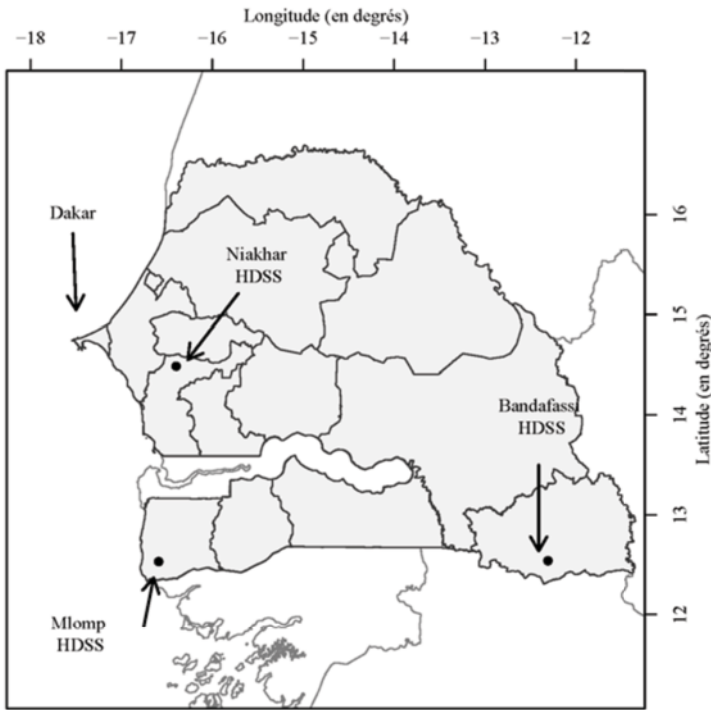 Longitude (en degrés)
−18 −17 −16 −15 −14 −13 −12
Dakar
Niakhar
HDSS
Bandafassi
HDSS
Mlomp
HDSS
16
15
14
13
12
Latitude (en degrés)